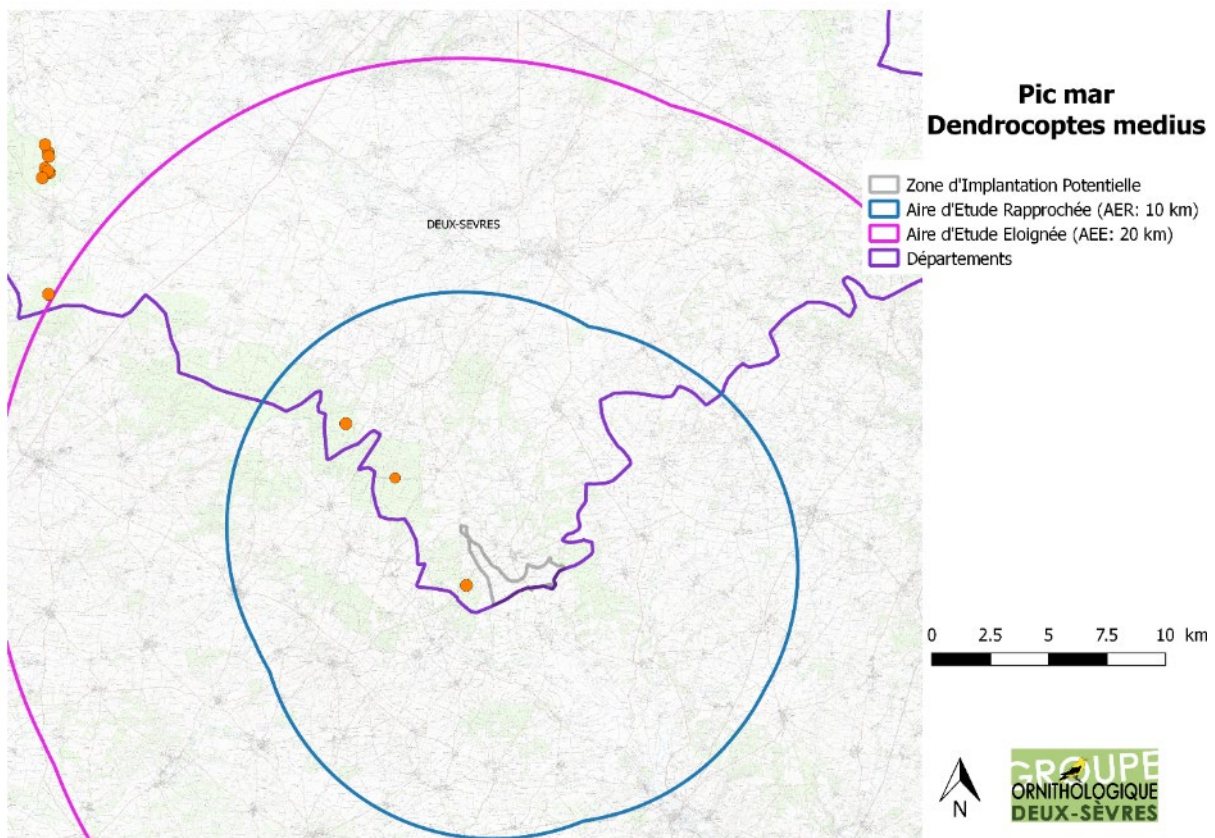 Pic mar
Dendrocoptes medius
Zone d'Implantation Potentielle
Aire d'Etude Rapprochée (AER: 10 km)
Aire d'Etude Eloignée (AEE: 20 km)
Départements
DEUX-SEVRES
0 2.5 5 7.5 10 km
N
GROUPE
ORNITHOLOGIQUE
DEUX-SÈVRES